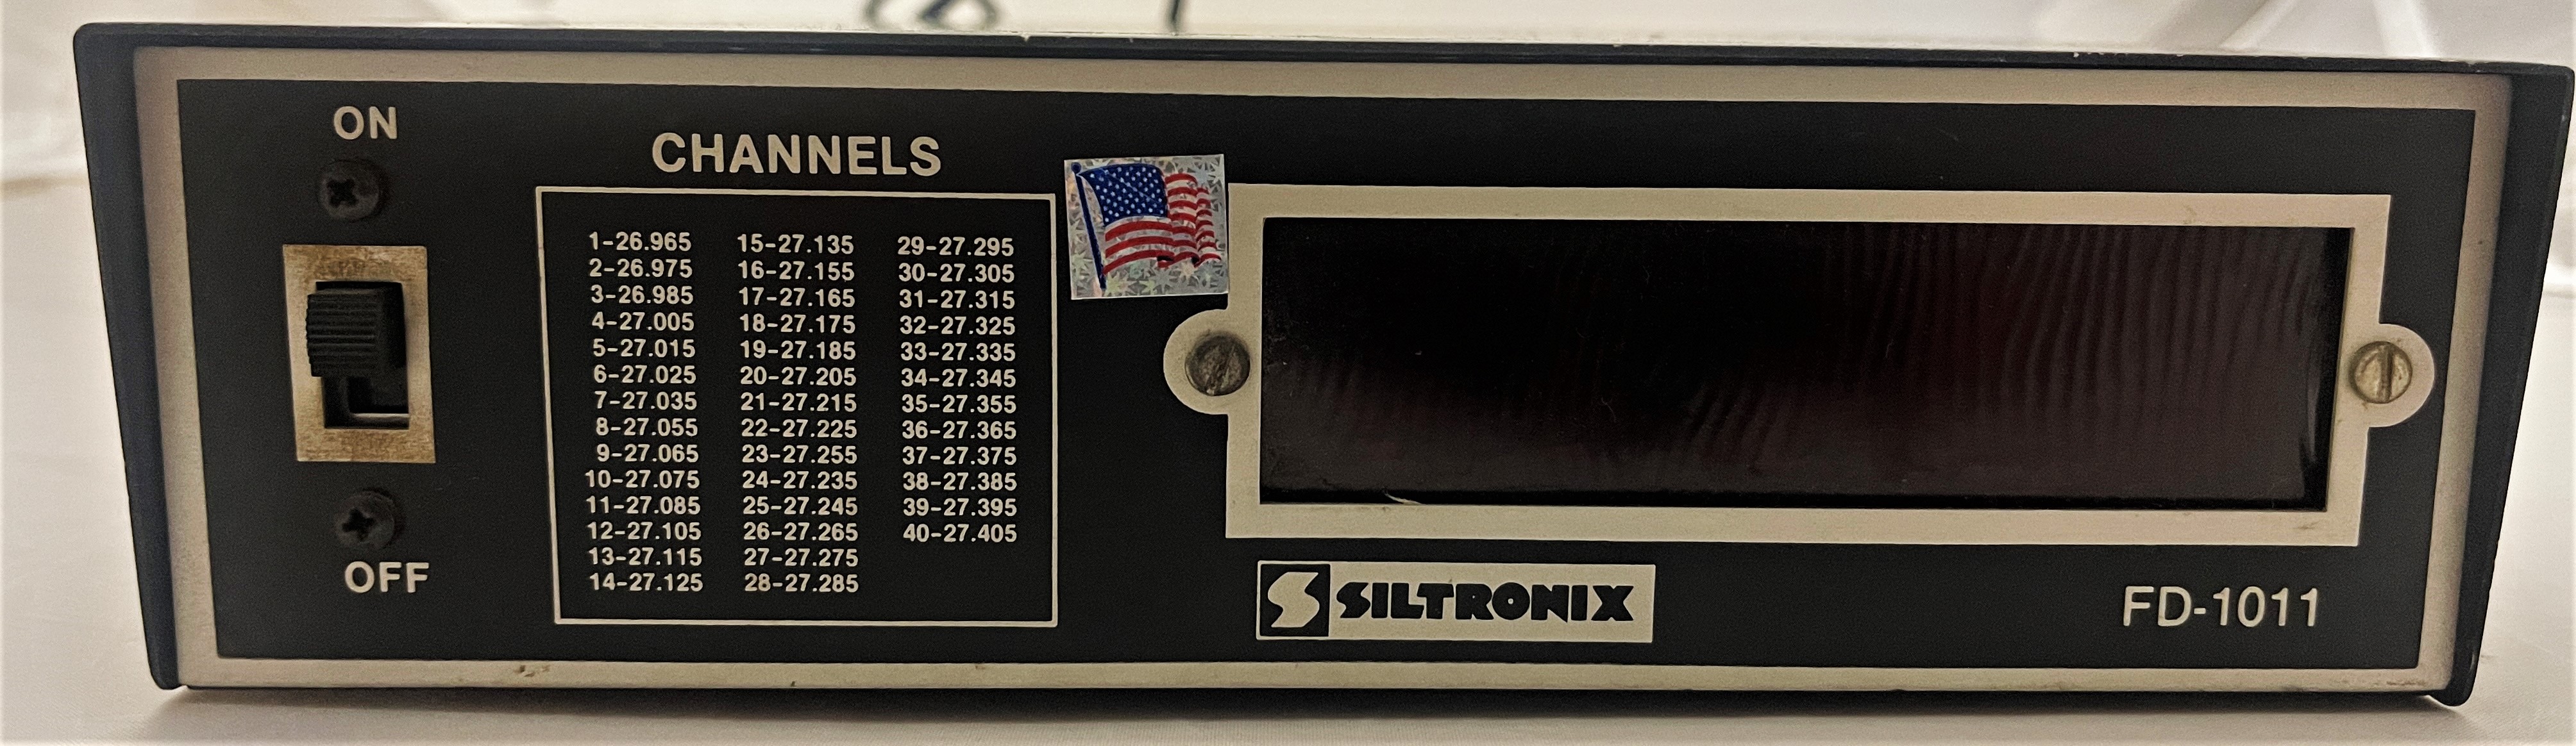 ON
CHANNELS
1-26.965 15-27.135 29-27.295
2-26.975 16-27.155 30-27.305
3-26.985 17-27.165 31-27.315
4-27.005 18-27.175 32-27.325
5-27.015 19-27.185 33-27.335
6-27.025 20-27.205 34-27.345
7-27.035 21-27.215 35-27.355
8-27.055 22-27.225 36-27.365
9-27.065 23-27.255 37-27.375
10-27.075 24-27.235 38-27.385
11-27.085 25-27.245 39-27.395
12-27.105 26-27.265 40-27.405
13-27.115 27-27.275
14-27.125 28-27.285
OFF
S SILTRONIX
FD-1011